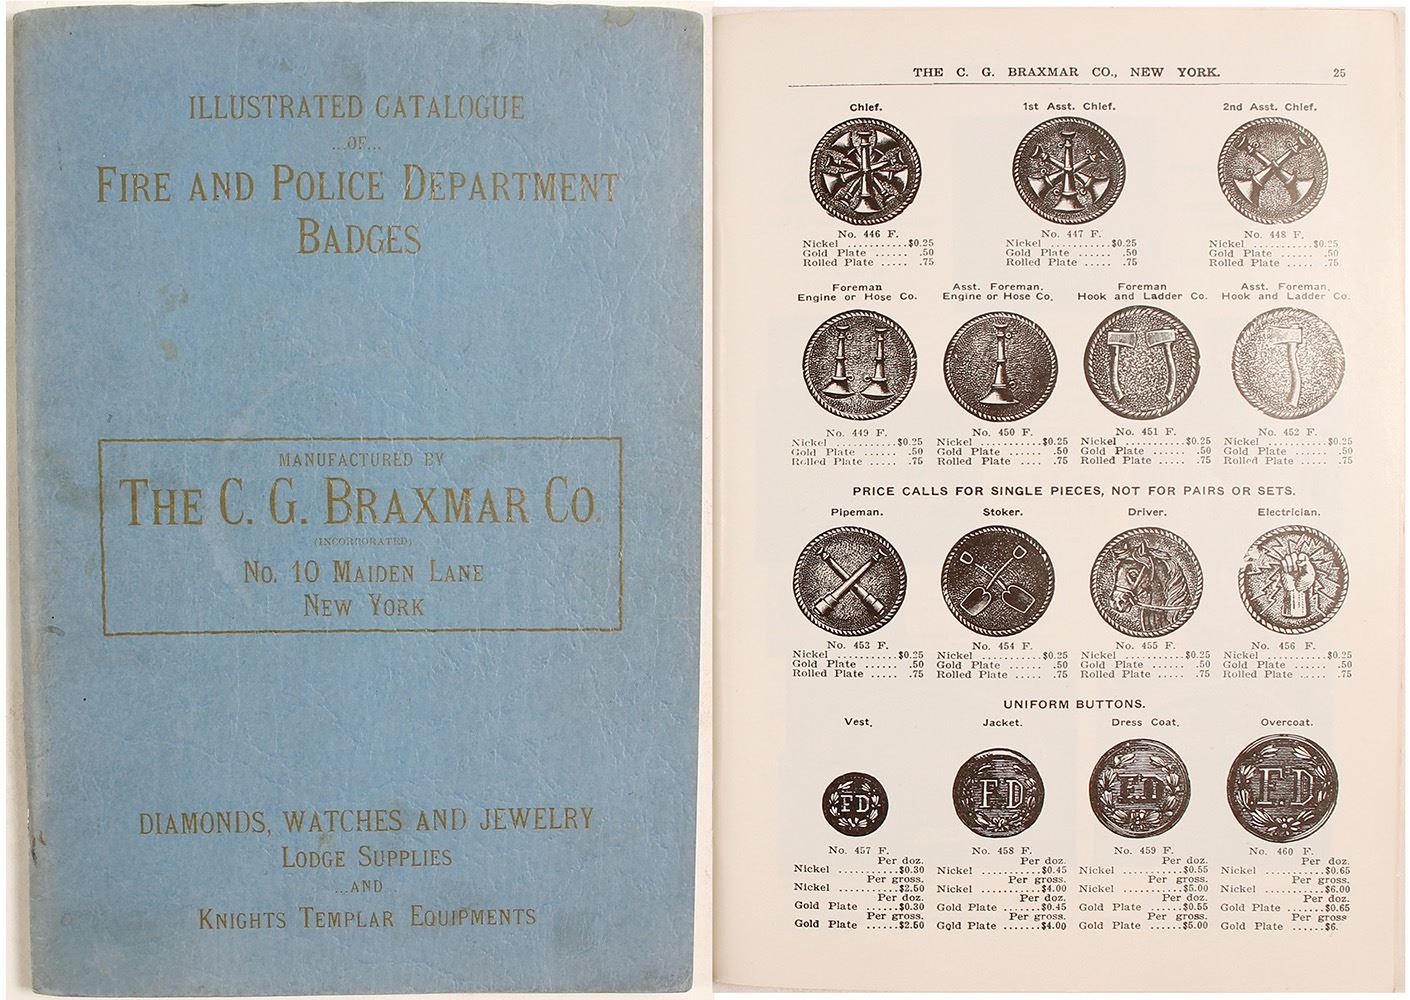 ILLUSTRATED CATALOGUE
...OF...
FIRE AND POLICE DEPARTMENT
BADGES
MANUFACTURED BY
THE C. G. BRAXMAR CO.
(INCORPORATED)
NO. 10 MAIDEN LANE
NEW YORK
DIAMONDS, WATCHES AND JEWELRY
LODGE SUPPLIES
...AND...
KNIGHTS TEMPLAR EQUIPMENTS
THE C. G. BRAXMAR CO., NEW YORK. 25
Chief. 1st Asst. Chief. 2nd Asst. Chief.
No. 446 F. No. 447 F. No. 448 F.
Nickel ...........$0.25 Nickel ...........$0.25 Nickel ...........$0.25
Gold Plate ...... .50 Gold Plate ...... .50 Gold Plate ...... .50
Rolled Plate ..... .75 Rolled Plate ..... .75 Rolled Plate ..... .75
Foreman Asst. Foreman. Foreman Asst. Foreman.
Engine or Hose Co. Engine or Hose Co. Hook and Ladder Co. Hook and Ladder Co.
No. 449 F. No. 450 F. No. 451 F. No. 452 F.
Nickel ...........$0.25 Nickel ...........$0.25 Nickel ...........$0.25 Nickel ...........$0.25
Gold Plate ...... .50 Gold Plate ...... .50 Gold Plate ...... .50 Gold Plate ...... .50
Rolled Plate ..... .75 Rolled Plate .... .75 Rolled Plate ..... .75 Rolled Plate ..... .75
PRICE CALLS FOR SINGLE PIECES, NOT FOR PAIRS OR SETS.
Pipeman. Stoker. Driver. Electrician.
No. 453 F. No. 454 F. No. 455 F. No. 456 F.
Nickel ...........$0.25 Nickel ...........$0.25 Nickel ...........$0.25 Nickel ...........$0.25
Gold Plate ...... .50 Gold Plate ...... .50 Gold Plate ...... .50 Gold Plate ...... .50
Rolled Plate ..... .75 Rolled Plate ..... .75 Rolled Plate ..... .75 Rolled Plate ..... .75
UNIFORM BUTTONS.
Vest. Jacket. Dress Coat. Overcoat.
FD FD FD FD
No. 457 F. No. 458 F. No. 459 F. No. 460 F.
Per doz. Per doz. Per doz. Per doz.
Nickel ...........$0.30 Nickel ...........$0.45 Nickel ...........$0.55 Nickel ...........$0.65
Per gross. Per gross. Per gross. Per gross.
Nickel ...........$2.50 Nickel ...........$4.00 Nickel ...........$5.00 Nickel ...........$6.00
Per doz. Per doz. Per doz. Per doz.
Gold Plate ......$0.30 Gold Plate .......$0.45 Gold Plate ......$0.55 Gold Plate ......$0.65
Per gross. Per gross. Per gross. Per gross
Gold Plate ......$2.50 Gold Plate .......$4.00 Gold Plate ......$5.00 Gold Plate ......$6.